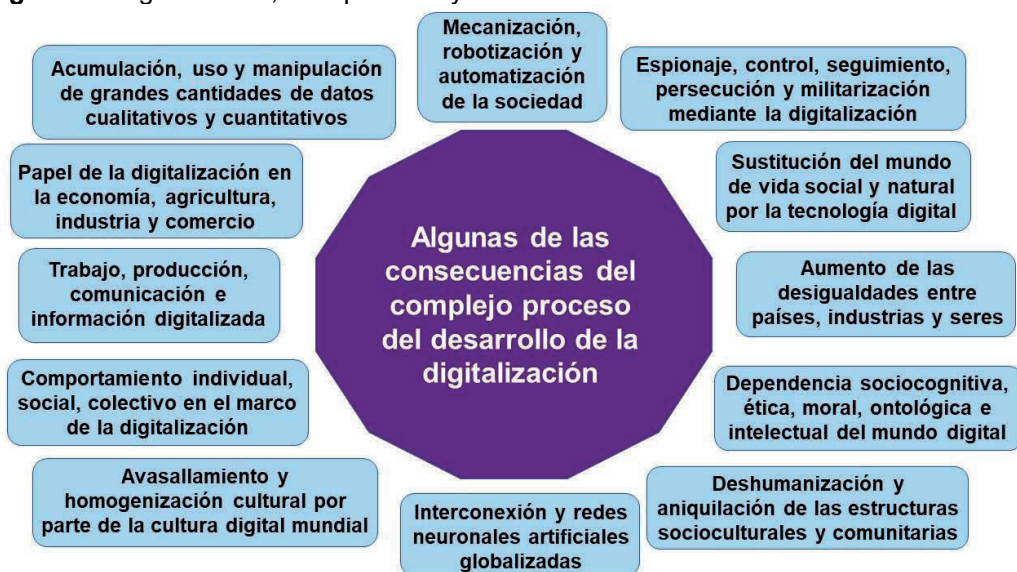 Mecanización,
robotización y
automatización
de la sociedad
Acumulación, uso y manipulación
de grandes cantidades de datos
cualitativos y cuantitativos
Espionaje, control, seguimiento,
persecución y militarización
mediante la digitalización
Papel de la digitalización en
la economía, agricultura,
industria y comercio
Sustitución del mundo
de vida social y natural
por la tecnología digital
Algunas de las
consecuencias del
complejo proceso
del desarrollo de la
digitalización
Trabajo, producción,
comunicación e
información digitalizada
Aumento de las
desigualdades entre
países, industrias y seres
Comportamiento individual,
social, colectivo en el marco
de la digitalización
Dependencia sociocognitiva,
ética, moral, ontológica e
intelectual del mundo digital
Avasallamiento y
homogenización cultural por
parte de la cultura digital mundial
Interconexión y redes
neuronales artificiales
globalizadas
Deshumanización y
aniquilación de las estructuras
socioculturales y comunitarias